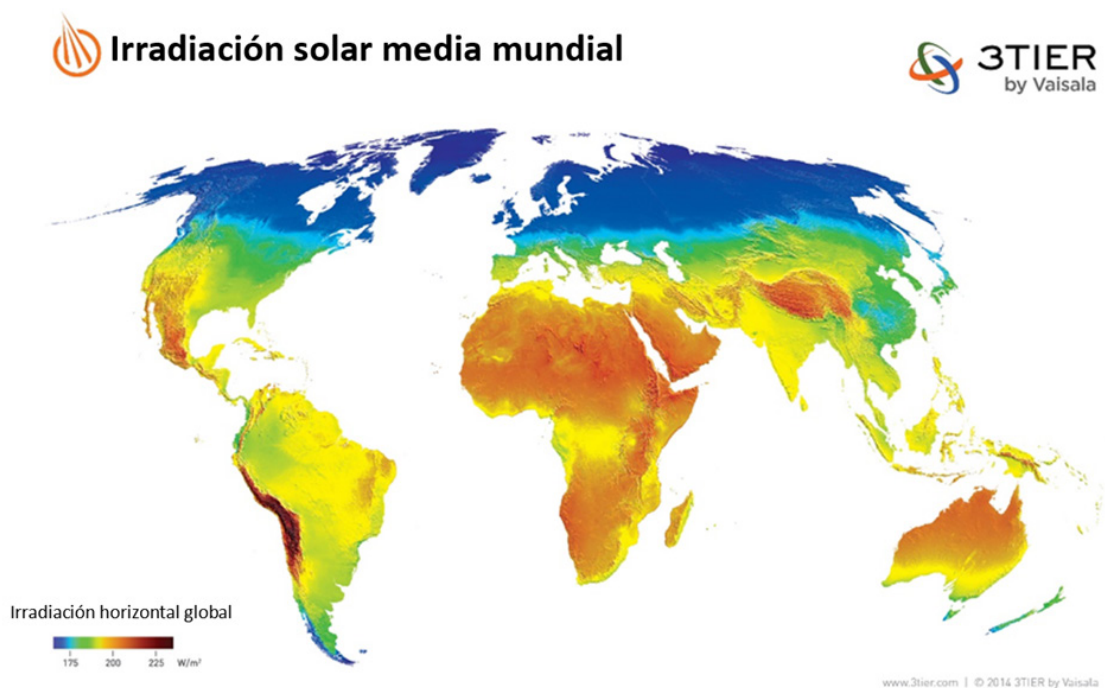 Irradiación solar media mundial
3TIER
by Vaisala
Irradiación horizontal global
175 200 225 W/m²
www.3tier.com | © 2014 3TIER by Vaisala